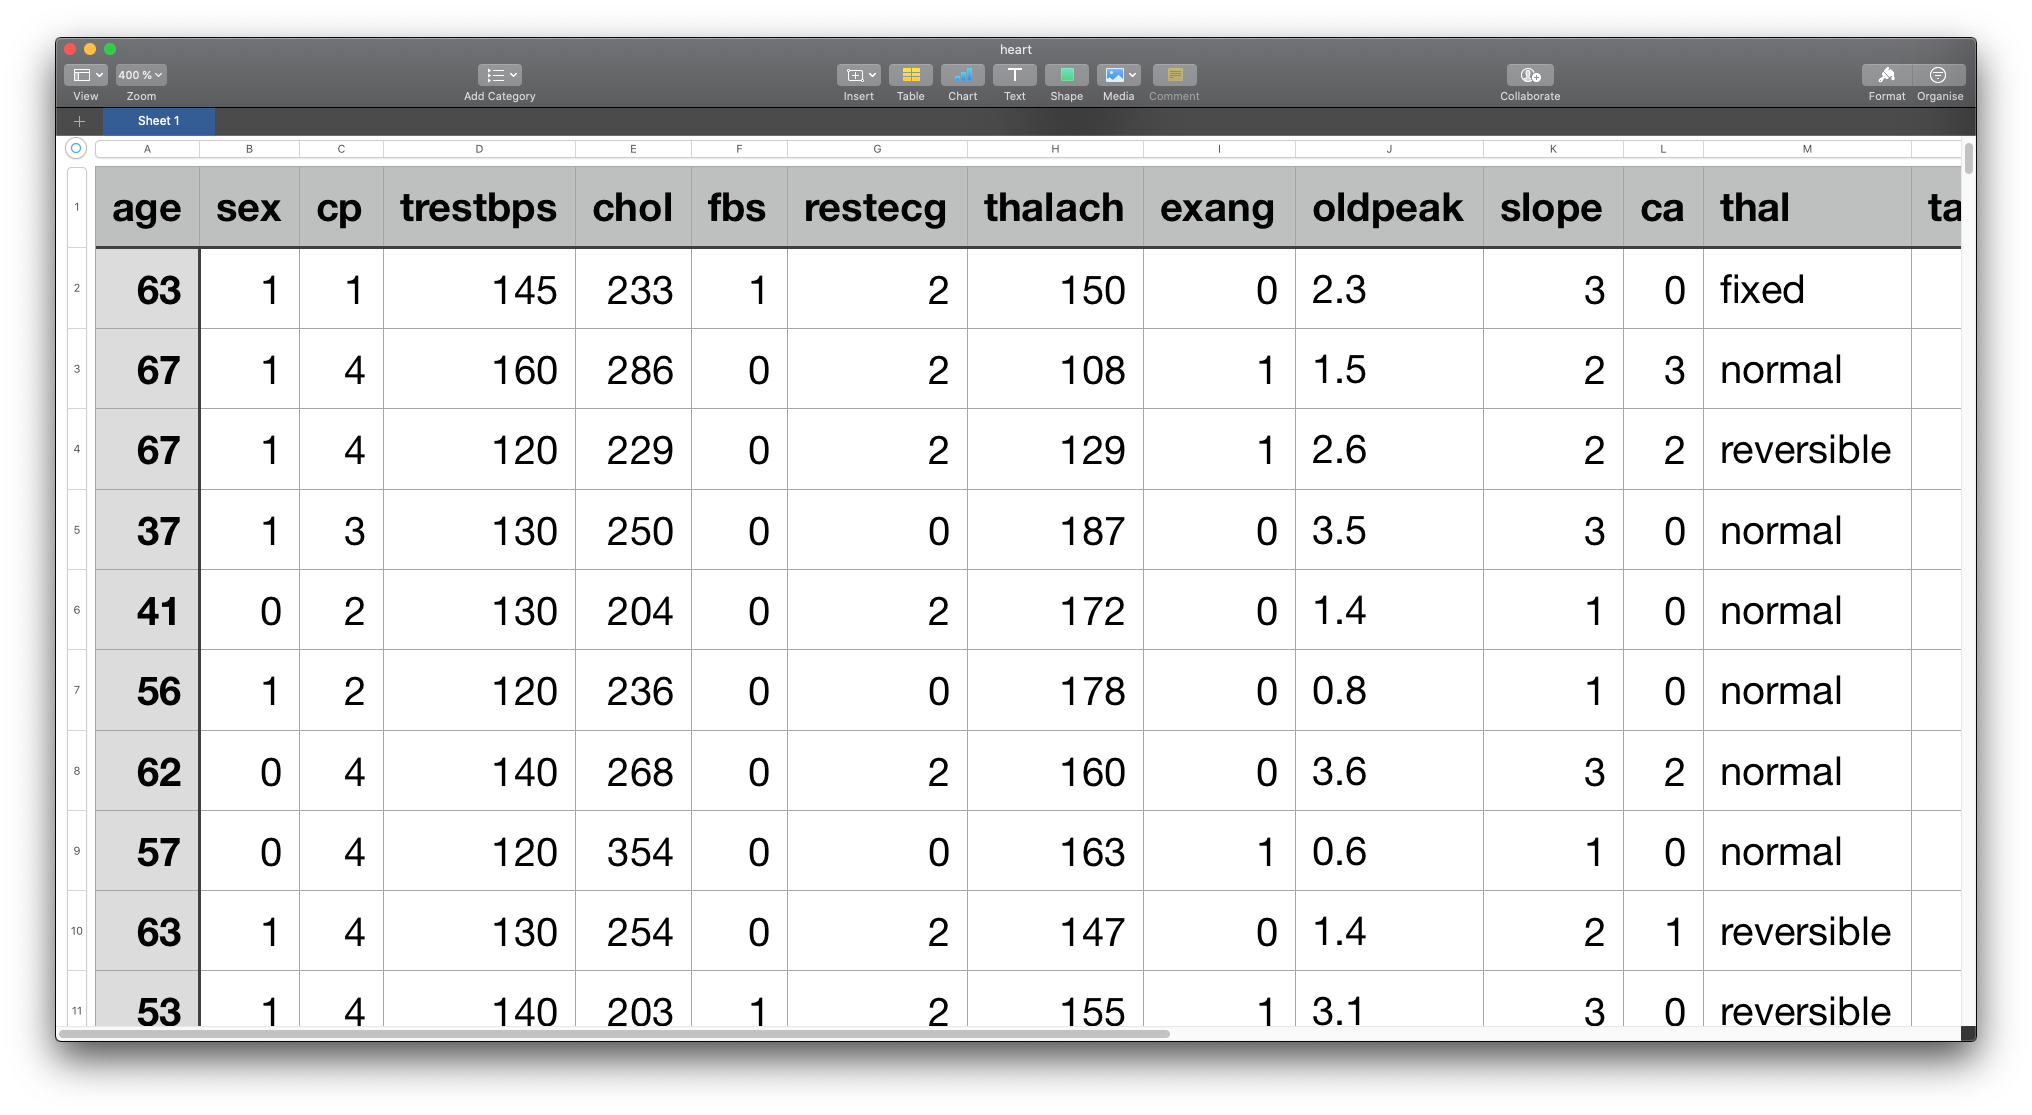 heart
400 %
View Zoom Add Category Insert Table Chart Text Shape Media Comment Collaborate Format Organise
Sheet 1
A B C D E F G H I J K L M
1 age sex cp trestbps chol fbs restecg thalach exang oldpeak slope ca thal ta
2 63 1 1 145 233 1 2 150 0 2.3 3 0 fixed
3 67 1 4 160 286 0 2 108 1 1.5 2 3 normal
4 67 1 4 120 229 0 2 129 1 2.6 2 2 reversible
5 37 1 3 130 250 0 0 187 0 3.5 3 0 normal
6 41 0 2 130 204 0 2 172 0 1.4 1 0 normal
7 56 1 2 120 236 0 0 178 0 0.8 1 0 normal
8 62 0 4 140 268 0 2 160 0 3.6 3 2 normal
9 57 0 4 120 354 0 0 163 1 0.6 1 0 normal
10 63 1 4 130 254 0 2 147 0 1.4 2 1 reversible
11 53 1 4 140 203 1 2 155 1 3.1 3 0 reversible